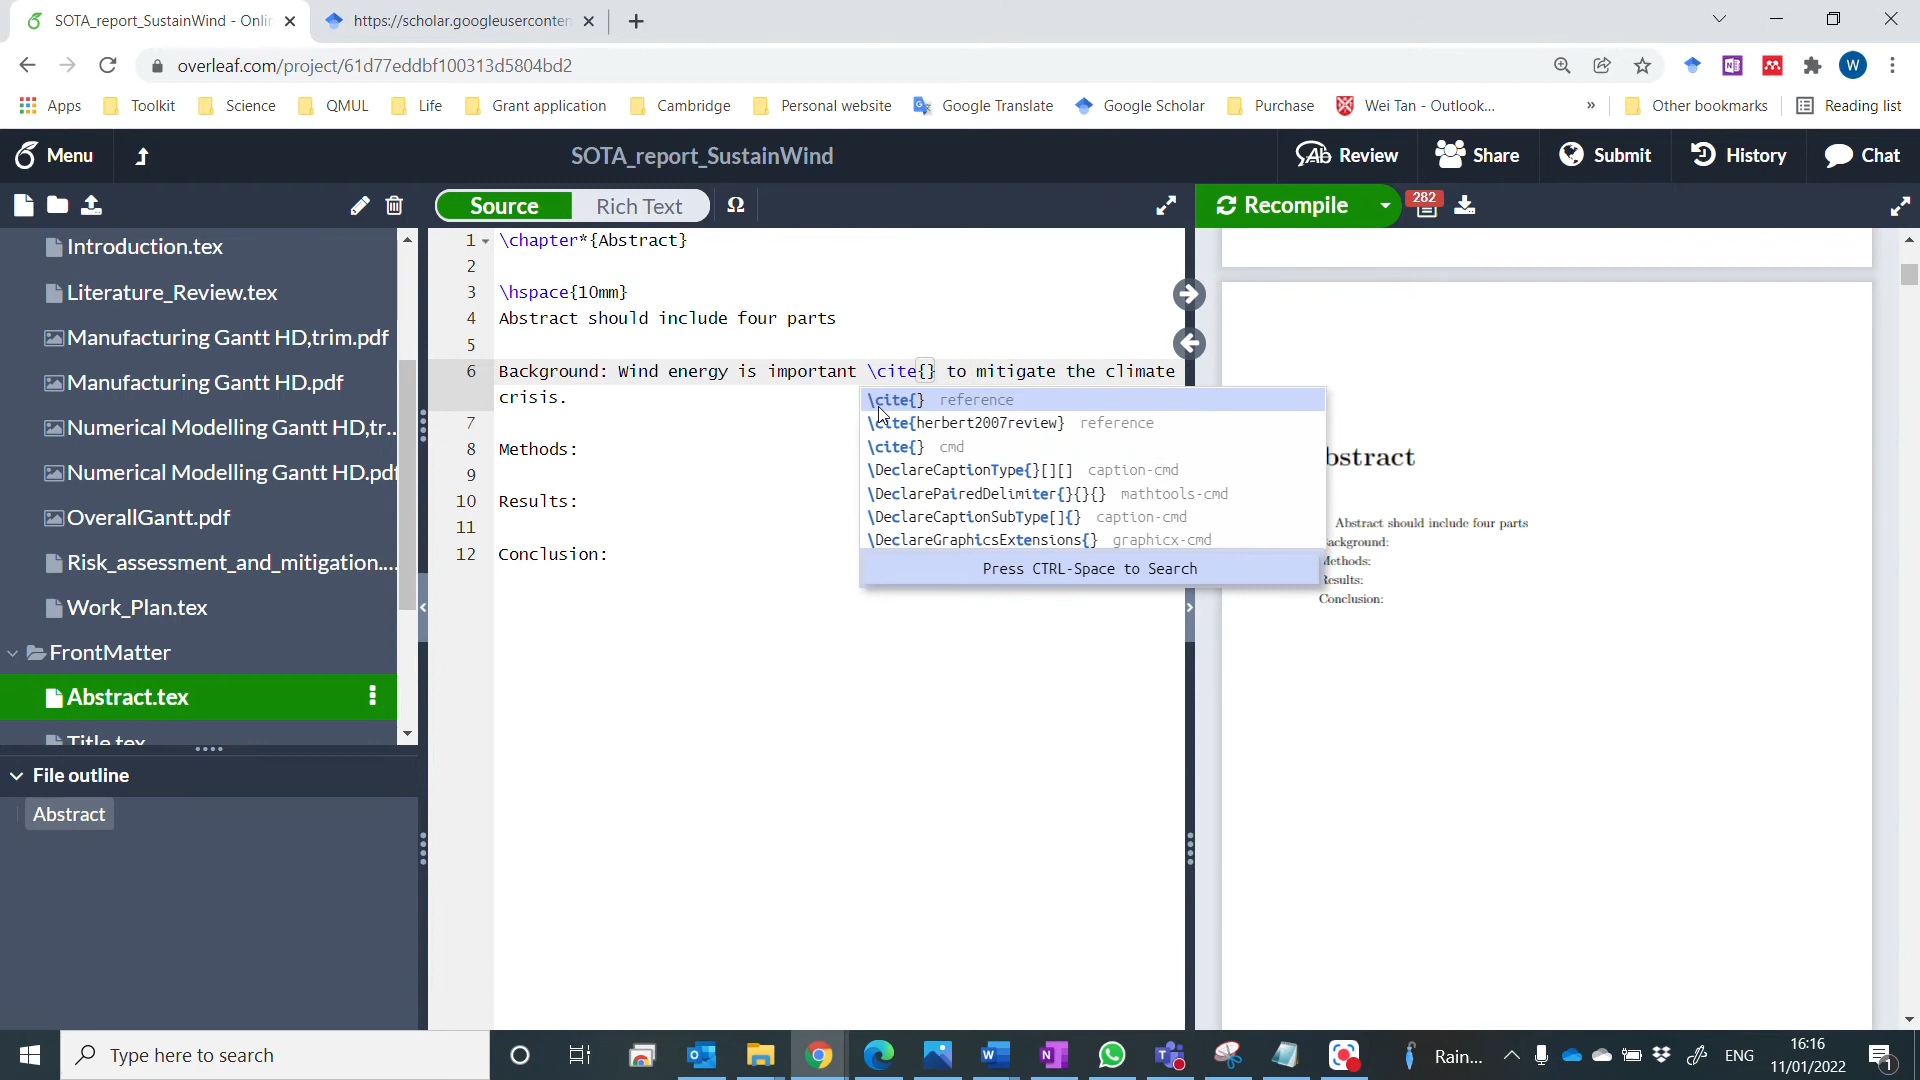 SOTA_report_SustainWind - Onlin
https://scholar.googleuserconten
overleaf.com/project/61d77eddbf100313d5804bd2
W
Apps
Toolkit
Science
QMUL
Life
Grant application
Cambridge
Personal website
Google Translate
Google Scholar
Purchase
Wei Tan - Outlook...
»
Other bookmarks
Reading list
Menu
SOTA_report_SustainWind
Review
Share
Submit
History
Chat
Source
Rich Text
Ω
Recompile
282
Introduction.tex
Literature_Review.tex
Manufacturing Gantt HD,trim.pdf
Manufacturing Gantt HD.pdf
Numerical Modelling Gantt HD,tr...
Numerical Modelling Gantt HD.pdf
OverallGantt.pdf
Risk_assessment_and_mitigation....
Work_Plan.tex
FrontMatter
Abstract.tex
Title.tex
File outline
Abstract
1 \chapter*{Abstract}
2
3 \hspace{10mm}
4 Abstract should include four parts
5
6 Background: Wind energy is important \cite{} to mitigate the climate
crisis.
7
8 Methods:
9
10 Results:
11
12 Conclusion:
\cite{} reference
\cite{herbert2007review} reference
\cite{} cmd
\DeclareCaptionType{}[][] caption-cmd
\DeclarePairedDelimiter{}{}{} mathtools-cmd
\DeclareCaptionSubType[]{} caption-cmd
\DeclareGraphicsExtensions{} graphicx-cmd
Press CTRL-Space to Search
bstract
Abstract should include four parts
ackground:
Methods:
Results:
Conclusion:
Type here to search
Rain...
ENG
16:16
11/01/2022
1